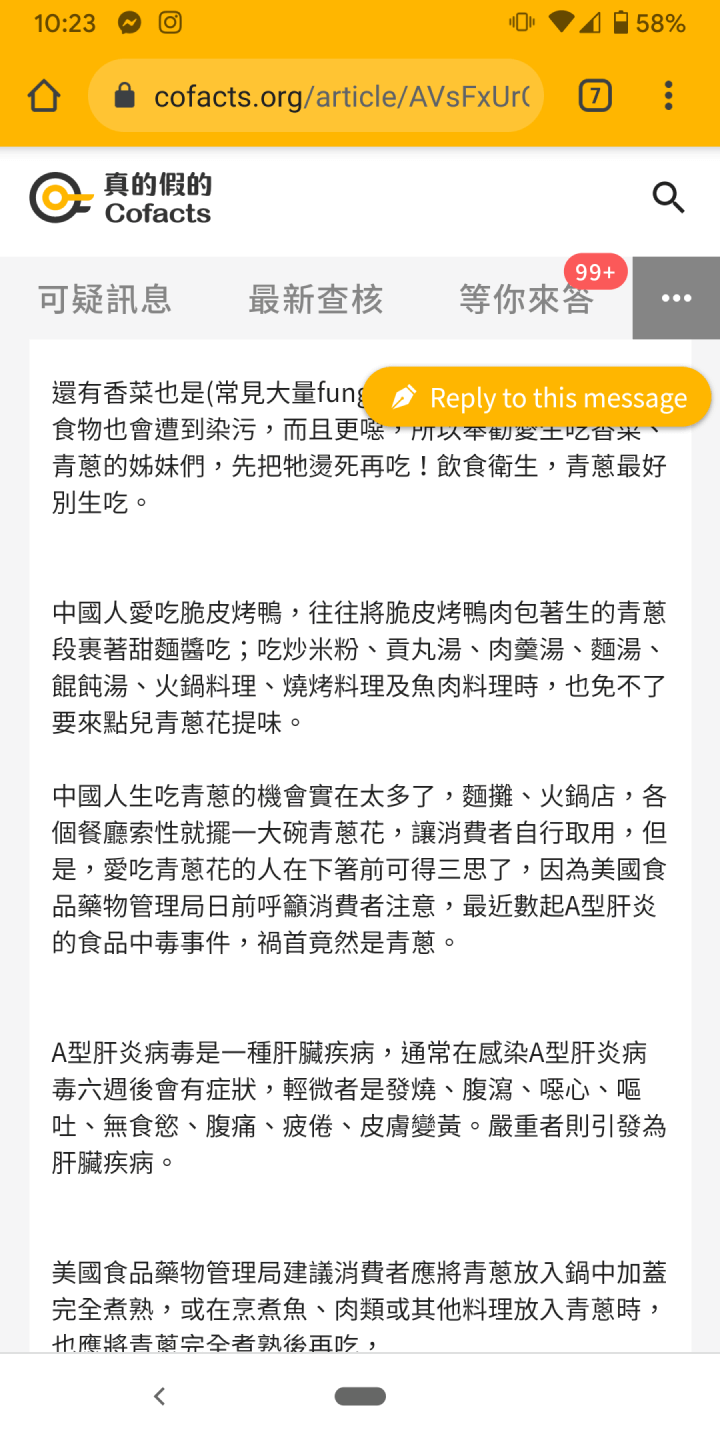 10:23
58%
cofacts.org/article/AVsFxUr
7
真的假的
Cofacts
可疑訊息
最新查核
等你來答
99+
還有香菜也是(常見大量fung
Reply to this message
食物也會遭到染污，而且更噁，所以奉勸愛生吃香菜、
青蔥的姊妹們，先把牠燙死再吃！飲食衛生，青蔥最好
別生吃。
中國人愛吃脆皮烤鴨，往往將脆皮烤鴨肉包著生的青蔥
段裹著甜麵醬吃；吃炒米粉、貢丸湯、肉羹湯、麵湯、
餛飩湯、火鍋料理、燒烤料理及魚肉料理時，也免不了
要來點兒青蔥花提味。
中國人生吃青蔥的機會實在太多了，麵攤、火鍋店，各
個餐廳索性就擺一大碗青蔥花，讓消費者自行取用，但
是，愛吃青蔥花的人在下箸前可得三思了，因為美國食
品藥物管理局日前呼籲消費者注意，最近數起A型肝炎
的食品中毒事件，禍首竟然是青蔥。
A型肝炎病毒是一種肝臟疾病，通常在感染A型肝炎病
毒六週後會有症狀，輕微者是發燒、腹瀉、噁心、嘔
吐、無食慾、腹痛、疲倦、皮膚變黃。嚴重者則引發為
肝臟疾病。
美國食品藥物管理局建議消費者應將青蔥放入鍋中加蓋
完全煮熟，或在烹煮魚、肉類或其他料理放入青蔥時，
也應將青蔥完全煮熟後再吃，